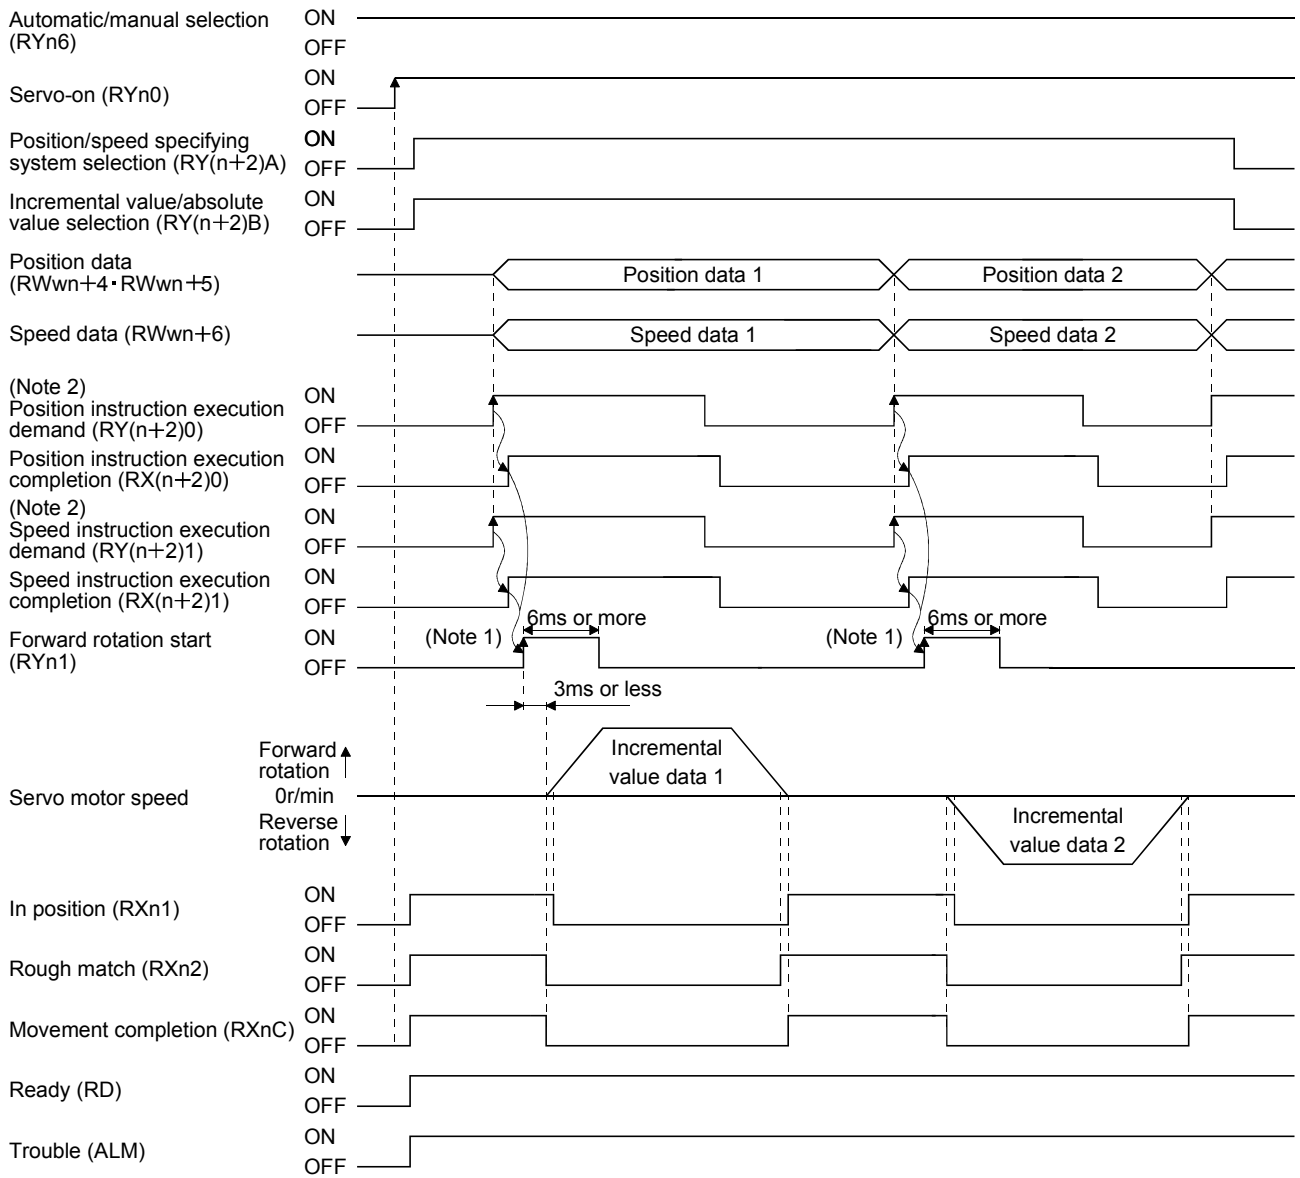 Automatic/manual selection
(RYn6)
ON
OFF
Servo-on (RYn0)
ON
OFF
Position/speed specifying
system selection (RY(n+2)A)
ON
OFF
Incremental value/absolute
value selection (RY(n+2)B)
ON
OFF
Position data
(RWwn+4·RWwn+5)
Position data 1
Position data 2
Speed data (RWwn+6)
Speed data 1
Speed data 2
(Note 2)
Position instruction execution
demand (RY(n+2)0)
ON
OFF
Position instruction execution
completion (RX(n+2)0)
ON
OFF
(Note 2)
Speed instruction execution
demand (RY(n+2)1)
ON
OFF
Speed instruction execution
completion (RX(n+2)1)
ON
OFF
Forward rotation start
(RYn1)
ON
OFF
(Note 1)
6ms or more
(Note 1)
6ms or more
3ms or less
Servo motor speed
Forward
rotation
0r/min
Reverse
rotation
Incremental
value data 1
Incremental
value data 2
In position (RXn1)
ON
OFF
Rough match (RXn2)
ON
OFF
Movement completion (RXnC)
ON
OFF
Ready (RD)
ON
OFF
Trouble (ALM)
ON
OFF